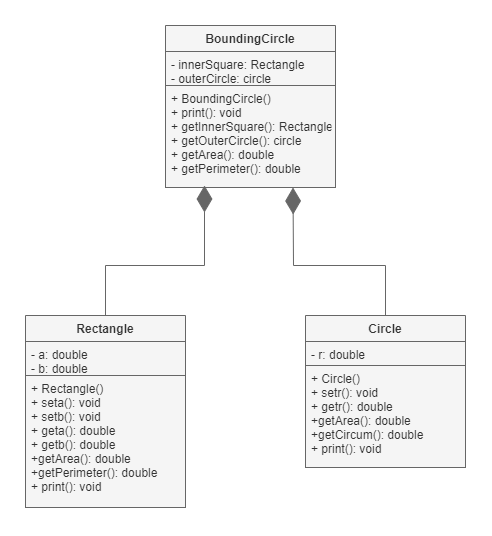 BoundingCircle
- innerSquare: Rectangle
- outerCircle: circle
+ BoundingCircle()
+ print(): void
+ getInnerSquare(): Rectangle
+ getOuterCircle(): circle
+ getArea(): double
+ getPerimeter(): double
Rectangle
- a: double
- b: double
+ Rectangle()
+ seta(): void
+ setb(): void
+ geta(): double
+ getb(): double
+getArea(): double
+getPerimeter(): double
+ print(): void
Circle
- r: double
+ Circle()
+ setr(): void
+ getr(): double
+getArea(): double
+getCircum(): double
+ print(): void